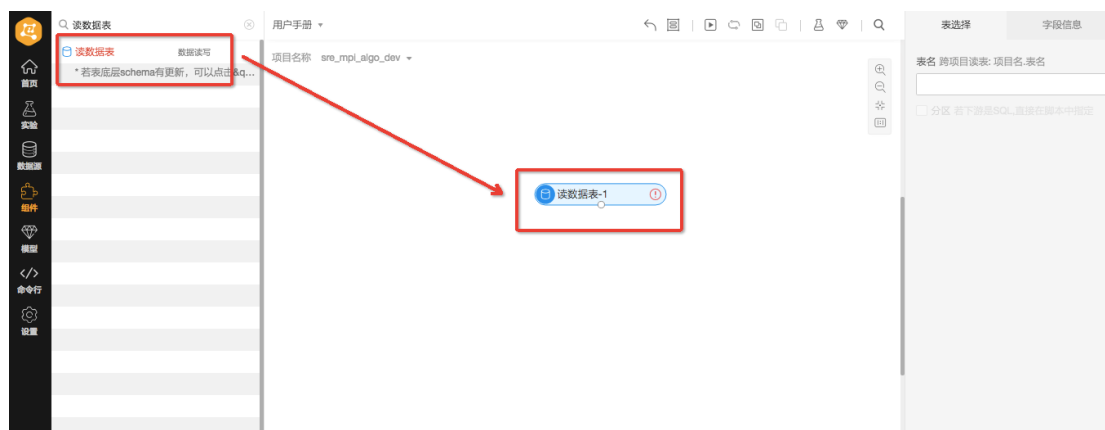 读数据表
用户手册
表选择
字段信息
读数据表
数据读写
* 若表底层schema有更新，可以点击&q...
项目名称 sre_mpi_algo_dev
表名 跨项目读表: 项目名.表名
分区 若下游是SQL,直接在脚本中指定
首页
实验
数据源
组件
模型
</>
命令行
设置
读数据表-1